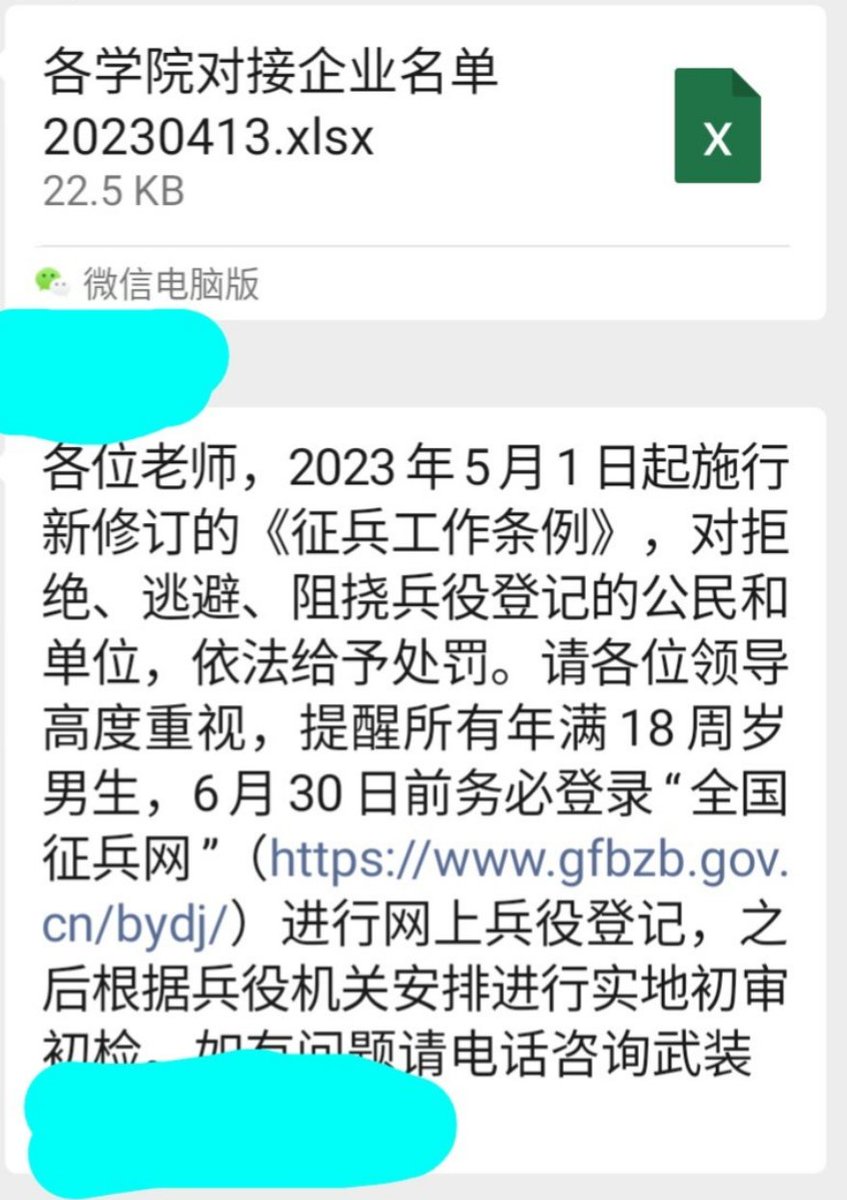 各学院对接企业名单
20230413.xlsx
22.5 KB
X
微信电脑版
各位老师，2023年5月1日起施行
新修订的《征兵工作条例》，对拒
绝、逃避、阻挠兵役登记的公民和
单位，依法给予处罚。请各位领导
高度重视，提醒所有年满18周岁
男生，6月30日前务必登录“全国
征兵网”（https://www.gfbzb.gov.
cn/bydj/）进行网上兵役登记，之
后根据兵役机关安排进行实地初审
初检。如有问题请电话咨询武装